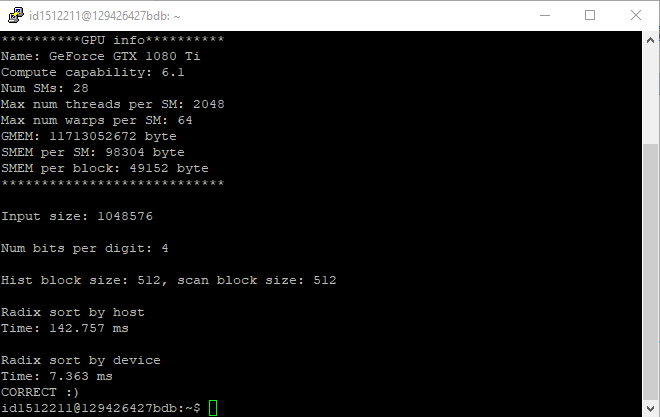 id1512211@129426427bdb: ~
**********GPU info**********
Name: GeForce GTX 1080 Ti
Compute capability: 6.1
Num SMs: 28
Max num threads per SM: 2048
Max num warps per SM: 64
GMEM: 11713052672 byte
SMEM per SM: 98304 byte
SMEM per block: 49152 byte
****************************
Input size: 1048576
Num bits per digit: 4
Hist block size: 512, scan block size: 512
Radix sort by host
Time: 142.757 ms
Radix sort by device
Time: 7.363 ms
CORRECT :)
id1512211@129426427bdb:~$